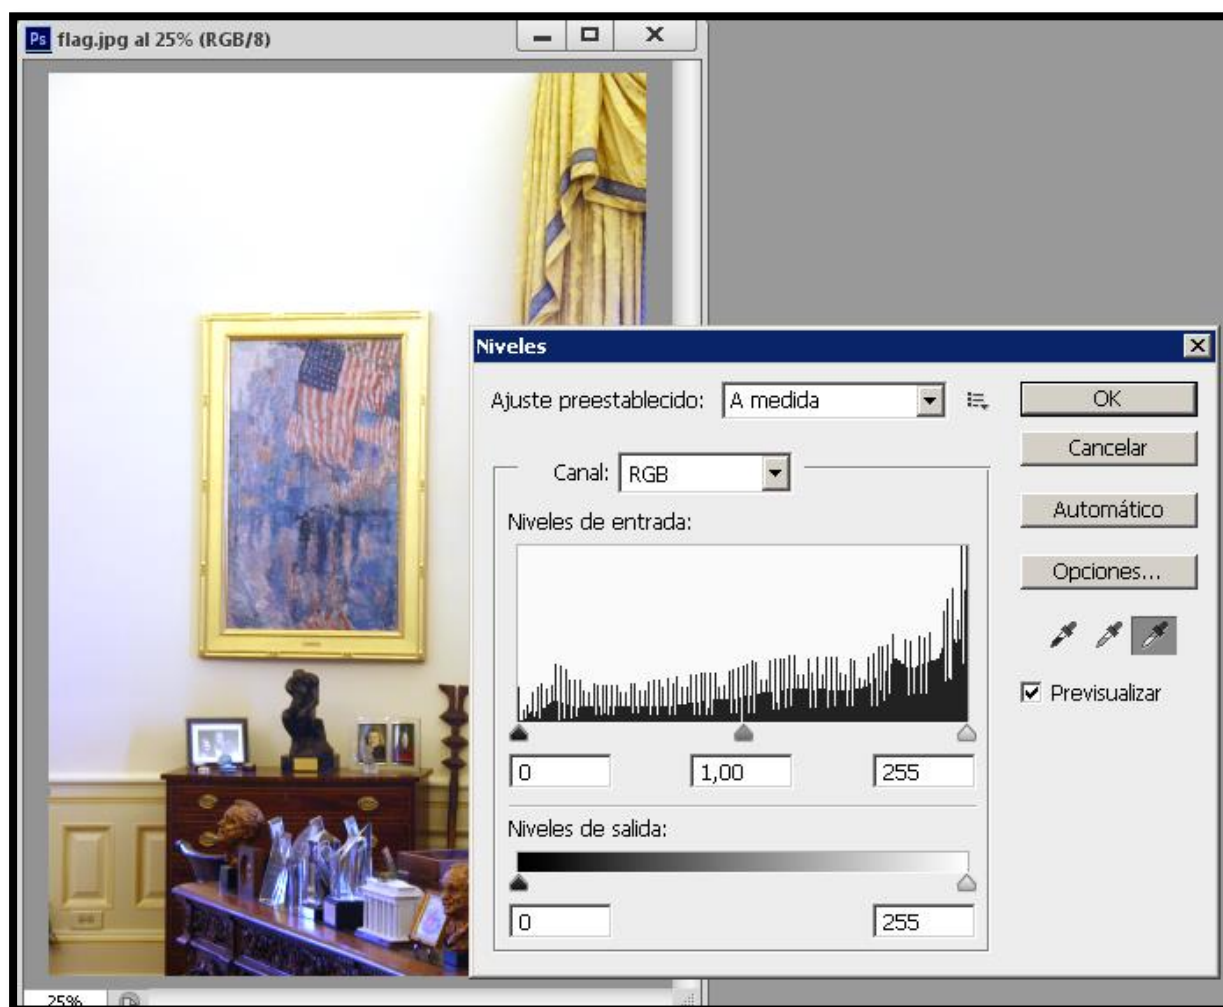 Ps flag.jpg al 25% (RGB/8)
Niveles
Ajuste preestablecido: A medida
OK
Cancelar
Canal: RGB
Automático
Niveles de entrada:
Opciones...
Previsualizar
0 1,00 255
Niveles de salida:
0 255
25%